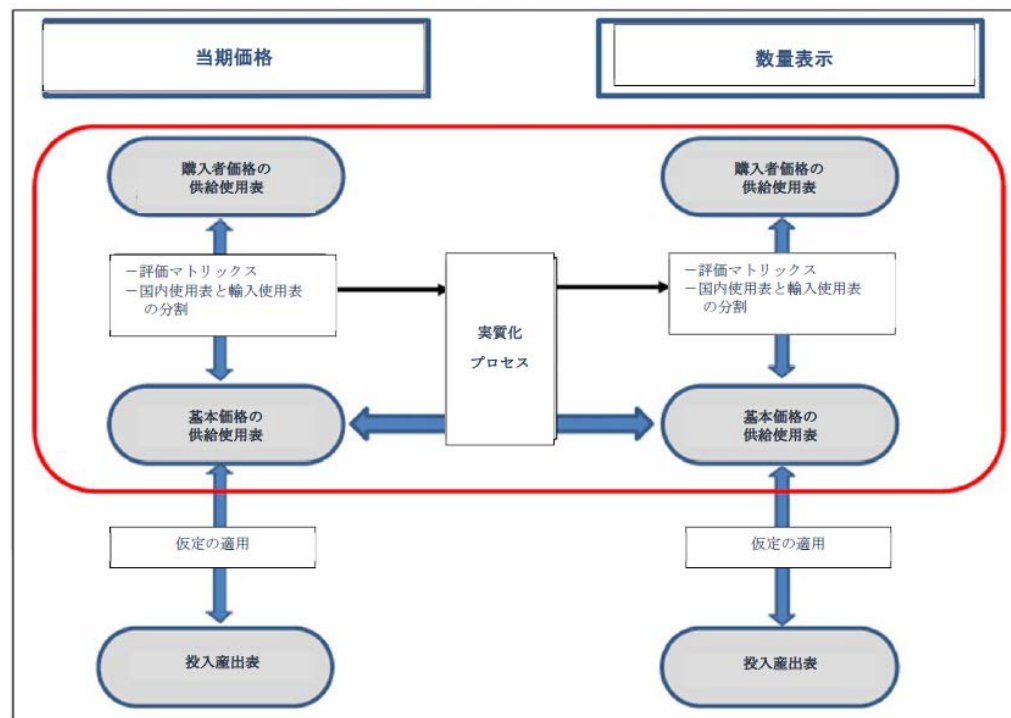 当期価格
数量表示
購入者価格の
供給使用表
購入者価格の
供給使用表
－評価マトリックス
－国内使用表と輸入使用表
の分割
実質化
プロセス
－評価マトリックス
－国内使用表と輸入使用表
の分割
基本価格の
供給使用表
基本価格の
供給使用表
仮定の適用
仮定の適用
投入産出表
投入産出表